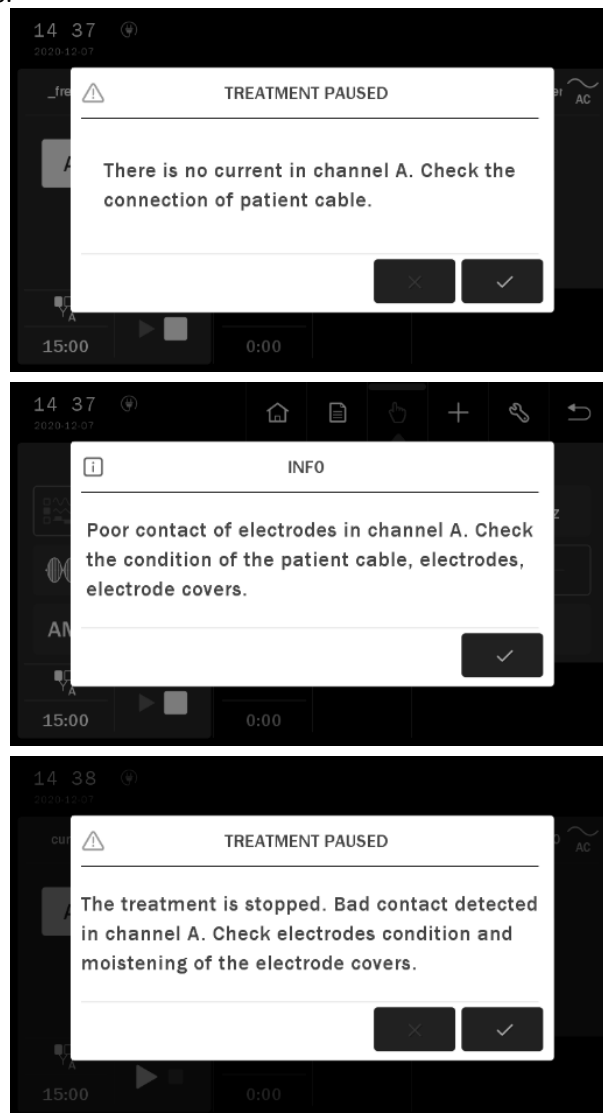 14 37
2020-12-07
_fre
TREATMENT PAUSED
AC
There is no current in channel A. Check the
connection of patient cable.
A
15:00
0:00
14 37
2020-12-07
INFO
Poor contact of electrodes in channel A. Check
the condition of the patient cable, electrodes,
electrode covers.
AM
A
15:00
0:00
14 38
2020-12-07
cur
TREATMENT PAUSED
AC
The treatment is stopped. Bad contact detected
in channel A. Check electrodes condition and
moistening of the electrode covers.
15:00
0:00